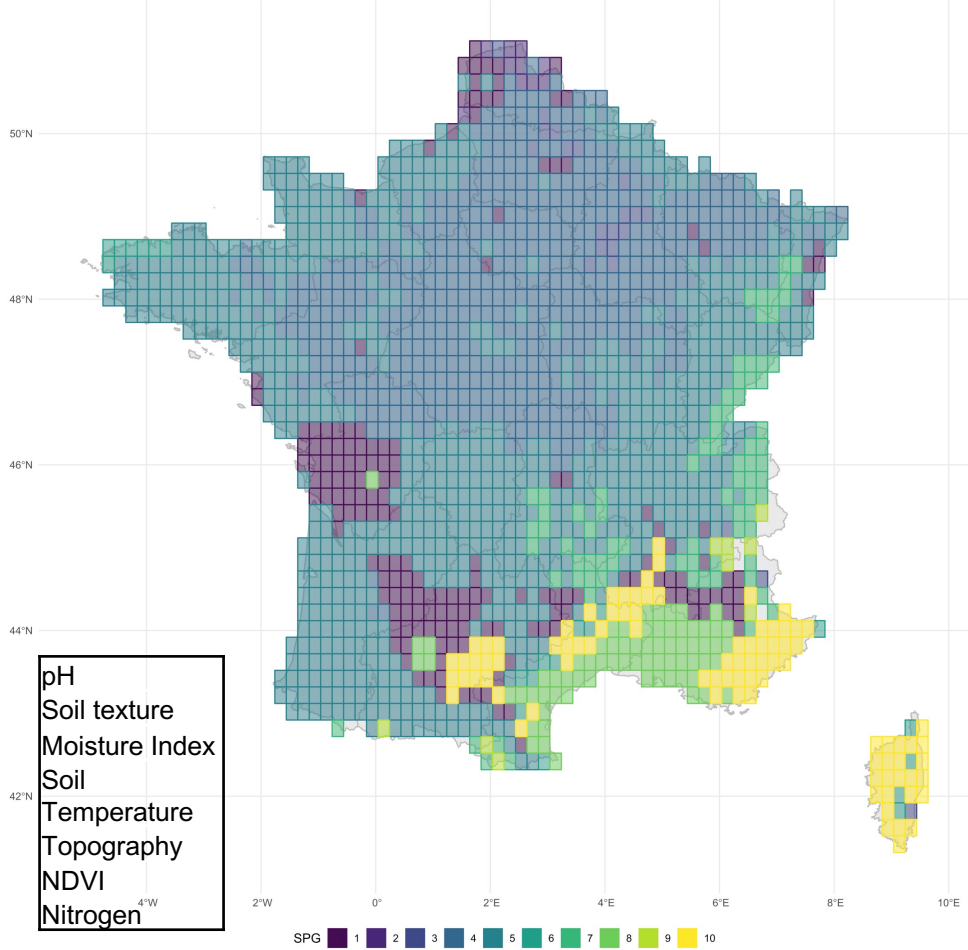 50°N
48°N
46°N
44°N
42°N
pH
Soil texture
Moisture Index
Soil
Temperature
Topography
NDVI
Nitrogen
4°W 2°W 0° 2°E 4°E 6°E 8°E 10°E
SPG 1 2 3 4 5 6 7 8 9 10